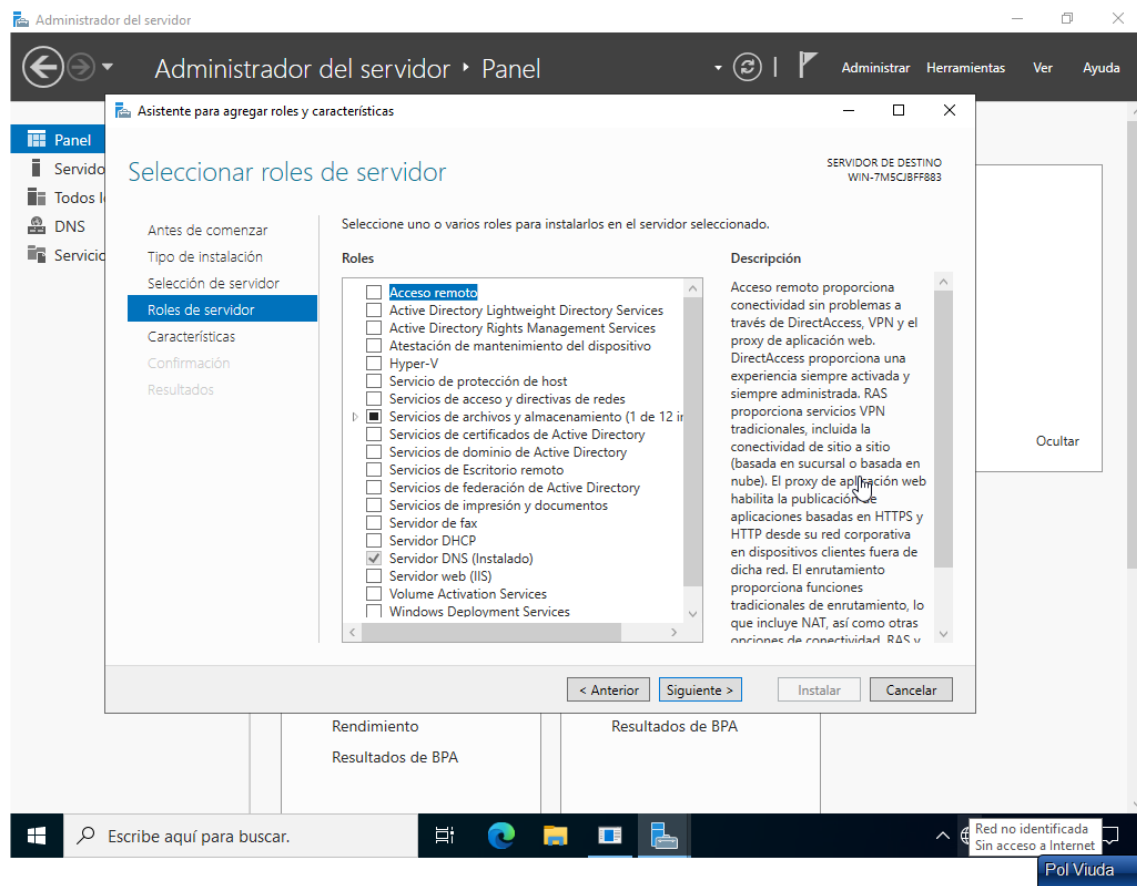 Administrador del servidor
Administrador del servidor ‣ Panel
Administrar Herramientas Ver Ayuda
Asistente para agregar roles y características
Panel
Servido
Todos l
DNS
Servicio
Seleccionar roles de servidor
SERVIDOR DE DESTINO
WIN-7M5CJBFF883
Antes de comenzar
Tipo de instalación
Selección de servidor
Roles de servidor
Características
Confirmación
Resultados
Seleccione uno o varios roles para instalarlos en el servidor seleccionado.
Roles
Acceso remoto
Active Directory Lightweight Directory Services
Active Directory Rights Management Services
Atestación de mantenimiento del dispositivo
Hyper-V
Servicio de protección de host
Servicios de acceso y directivas de redes
Servicios de archivos y almacenamiento (1 de 12 in
Servicios de certificados de Active Directory
Servicios de dominio de Active Directory
Servicios de Escritorio remoto
Servicios de federación de Active Directory
Servicios de impresión y documentos
Servidor de fax
Servidor DHCP
Servidor DNS (Instalado)
Servidor web (IIS)
Volume Activation Services
Windows Deployment Services
Descripción
Acceso remoto proporciona
conectividad sin problemas a
través de DirectAccess, VPN y el
proxy de aplicación web.
DirectAccess proporciona una
experiencia siempre activada y
siempre administrada. RAS
proporciona servicios VPN
tradicionales, incluida la
conectividad de sitio a sitio
(basada en sucursal o basada en
nube). El proxy de aplicación web
habilita la publicación de
aplicaciones basadas en HTTPS y
HTTP desde su red corporativa
en dispositivos clientes fuera de
dicha red. El enrutamiento
proporciona funciones
tradicionales de enrutamiento, lo
que incluye NAT, así como otras
opciones de conectividad. RAS y
Ocultar
< Anterior Siguiente > Instalar Cancelar
Rendimiento
Resultados de BPA
Resultados de BPA
Escribe aquí para buscar.
Red no identificada
Sin acceso a Internet
Pol Viuda